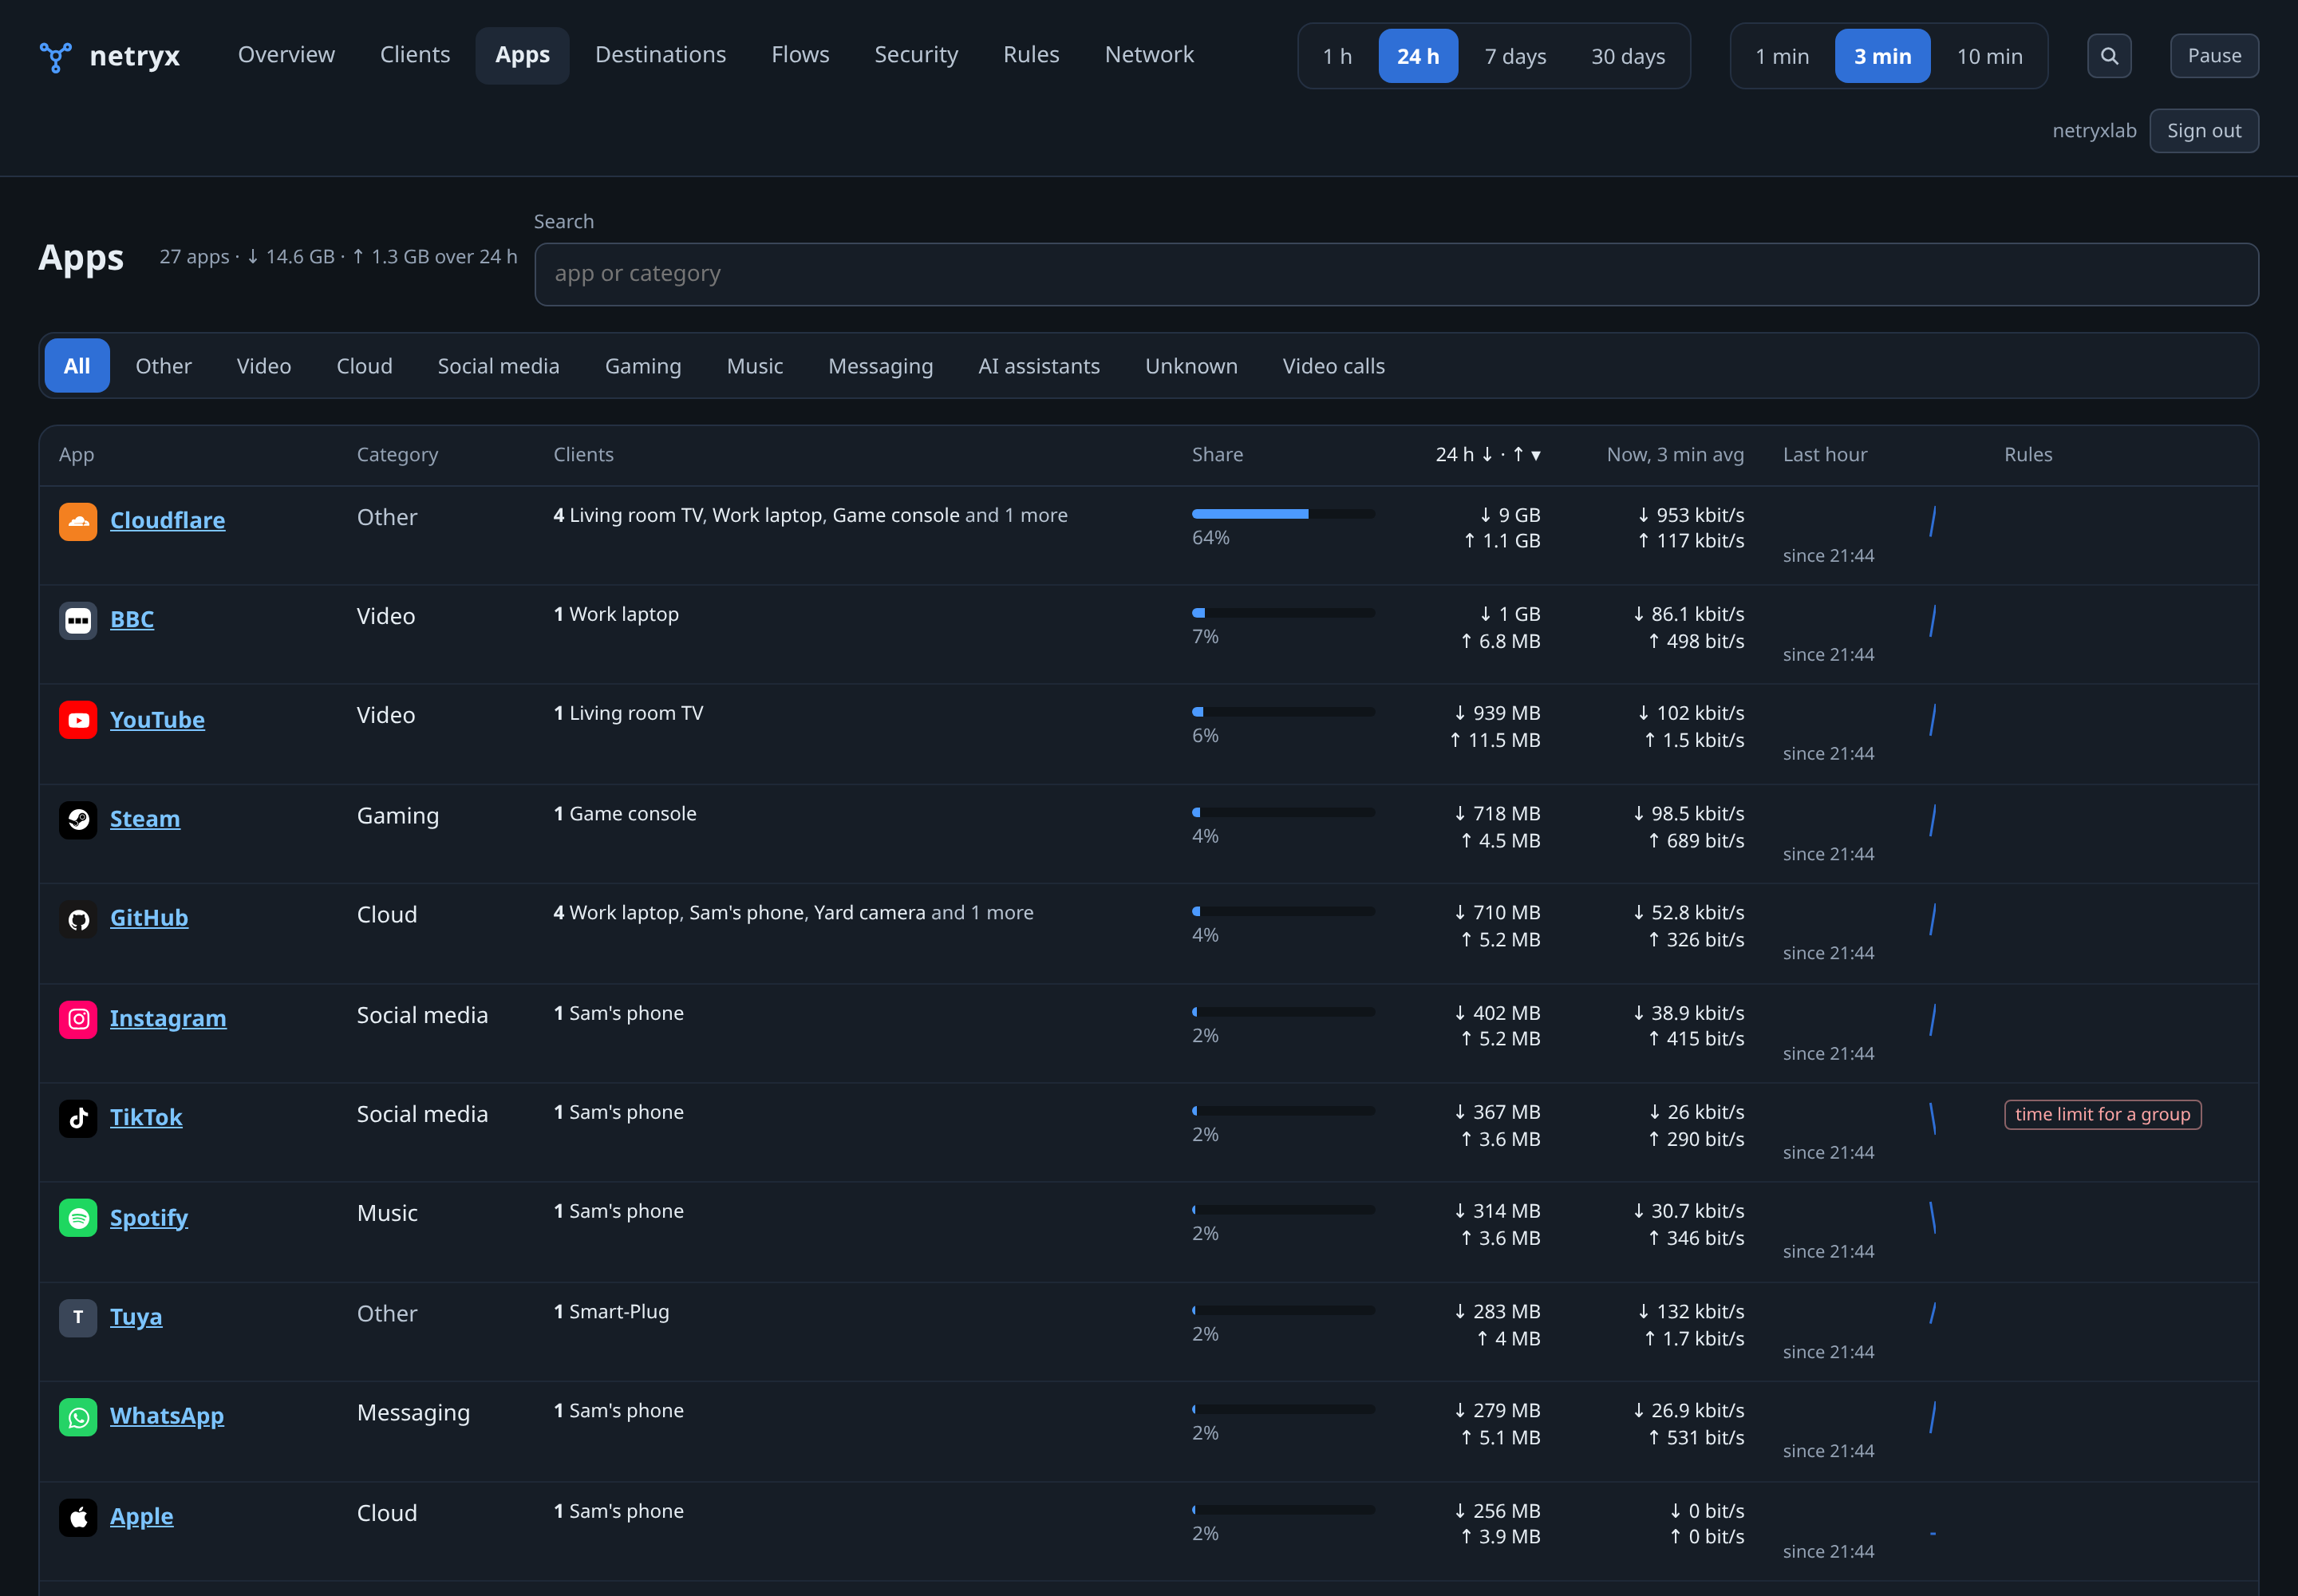 netryx Overview Clients Apps Destinations Flows Security Rules Network 1 h 24 h 7 days 30 days 1 min 3 min 10 min Pause
netryxlab Sign out
Search
Apps 27 apps · ↓ 14.6 GB · ↑ 1.3 GB over 24 h app or category
All Other Video Cloud Social media Gaming Music Messaging AI assistants Unknown Video calls
App Category Clients Share 24 h ↓ · ↑ ▾ Now, 3 min avg Last hour Rules
Cloudflare Other 4 Living room TV, Work laptop, Game console and 1 more ↓ 9 GB ↓ 953 kbit/s
64% ↑ 1.1 GB ↑ 117 kbit/s
since 21:44
BBC Video 1 Work laptop ↓ 1 GB ↓ 86.1 kbit/s
7% ↑ 6.8 MB ↑ 498 bit/s
since 21:44
YouTube Video 1 Living room TV ↓ 939 MB ↓ 102 kbit/s
6% ↑ 11.5 MB ↑ 1.5 kbit/s
since 21:44
Steam Gaming 1 Game console ↓ 718 MB ↓ 98.5 kbit/s
4% ↑ 4.5 MB ↑ 689 bit/s
since 21:44
GitHub Cloud 4 Work laptop, Sam's phone, Yard camera and 1 more ↓ 710 MB ↓ 52.8 kbit/s
4% ↑ 5.2 MB ↑ 326 bit/s
since 21:44
Instagram Social media 1 Sam's phone ↓ 402 MB ↓ 38.9 kbit/s
2% ↑ 5.2 MB ↑ 415 bit/s
since 21:44
TikTok Social media 1 Sam's phone ↓ 367 MB ↓ 26 kbit/s time limit for a group
2% ↑ 3.6 MB ↑ 290 bit/s
since 21:44
Spotify Music 1 Sam's phone ↓ 314 MB ↓ 30.7 kbit/s
2% ↑ 3.6 MB ↑ 346 bit/s
since 21:44
T Tuya Other 1 Smart-Plug ↓ 283 MB ↓ 132 kbit/s
2% ↑ 4 MB ↑ 1.7 kbit/s
since 21:44
WhatsApp Messaging 1 Sam's phone ↓ 279 MB ↓ 26.9 kbit/s
2% ↑ 5.1 MB ↑ 531 bit/s
since 21:44
Apple Cloud 1 Sam's phone ↓ 256 MB ↓ 0 bit/s
2% ↑ 3.9 MB ↑ 0 bit/s
since 21:44